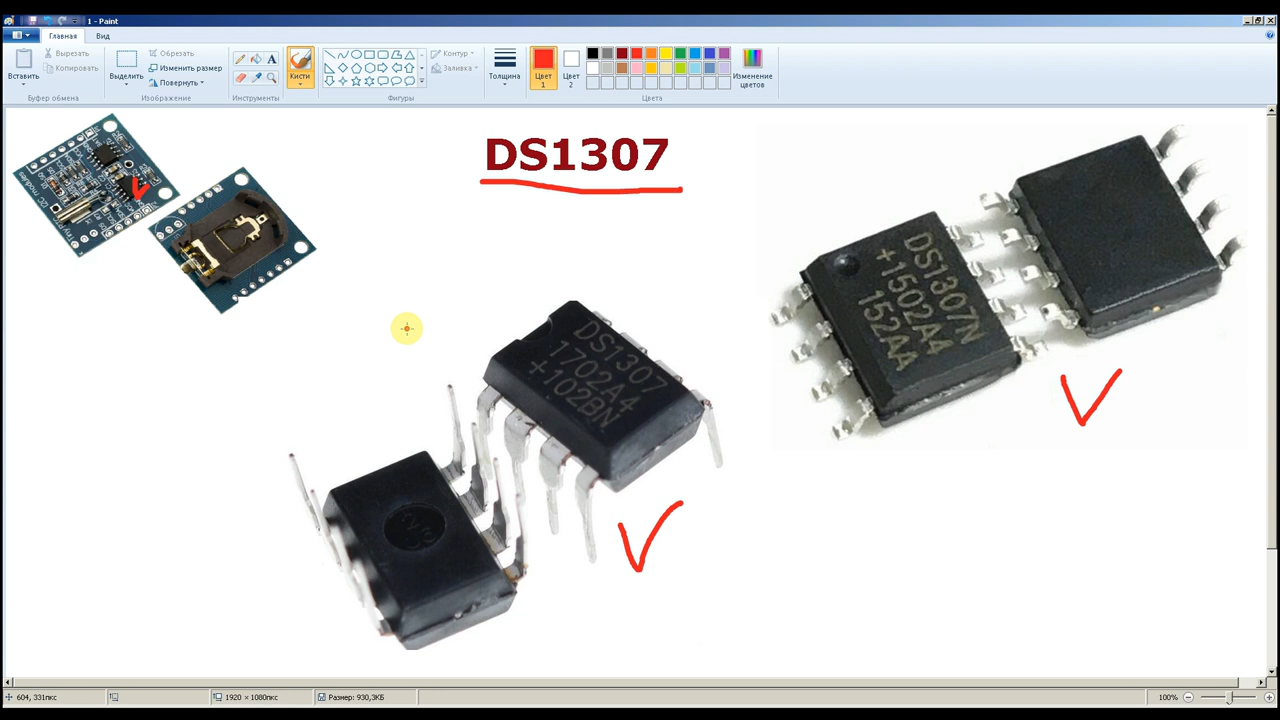 1 - Paint
Главная
Вид
Вставить
Вырезать
Копировать
Буфер обмена
Выделить
Обрезать
Изменить размер
Повернуть
Изображение
A
Инструменты
Кисти
Контур
Заливка
Фигуры
Толщина
Цвет
1
Цвет
2
Изменение
цветов
Цвета
DS1307
DS1307N
+1502A4
152AA
DS1307
1702A4
+102BN
604, 331пкс
1920 × 1080пкс
Размер: 930,3КБ
100%